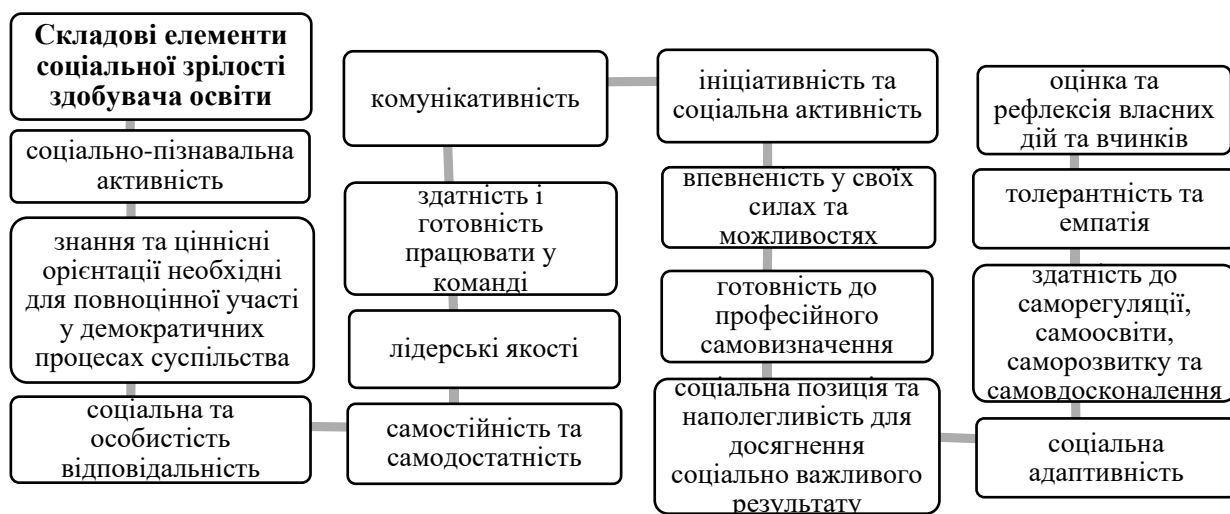 Складові елементи
соціальної зрілості
здобувача освіти
соціально-пізнавальна
активність
знання та ціннісні
орієнтації необхідні
для повноцінної участі
у демократичних
процесах суспільства
соціальна та
особистість
відповідальність
самостійність та
самодостатність
лідерські якості
здатність і
готовність
працювати у
команді
комунікативність
ініціативність та
соціальна активність
впевненість у своїх
силах та
можливостях
готовність до
професійного
самовизначення
соціальна позиція та
наполегливість для
досягнення
соціально важливого
результату
соціальна
адаптивність
здатність до
саморегуляції,
самоосвіти,
саморозвитку та
самовдосконалення
толерантність та
емпатія
оцінка та
рефлексія власних
дій та вчинків